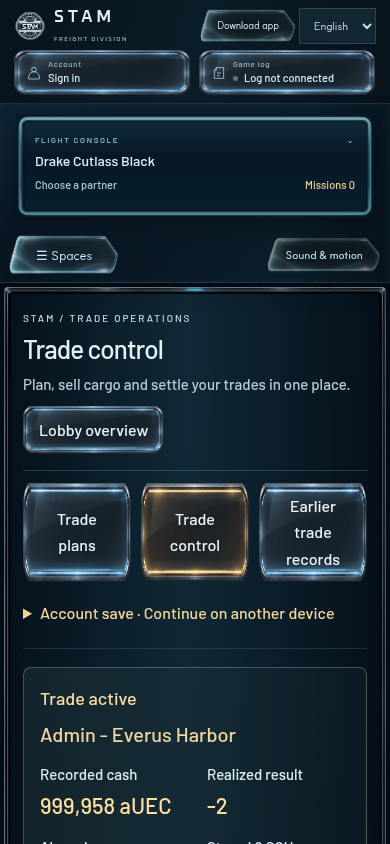 STAM
FREIGHT DIVISION
STAM
Download app
English
Account
Sign in
Game log
Log not connected
FLIGHT CONSOLE
Drake Cutlass Black
Choose a partner
Missions 0
☰ Spaces
Sound & motion
STAM / TRADE OPERATIONS
Trade control
Plan, sell cargo and settle your trades in one place.
Lobby overview
Trade
plans
Trade
control
Earlier
trade
records
▶ Account save · Continue on another device
Trade active
Admin - Everus Harbor
Recorded cash
Realized result
999,958 aUEC
-2